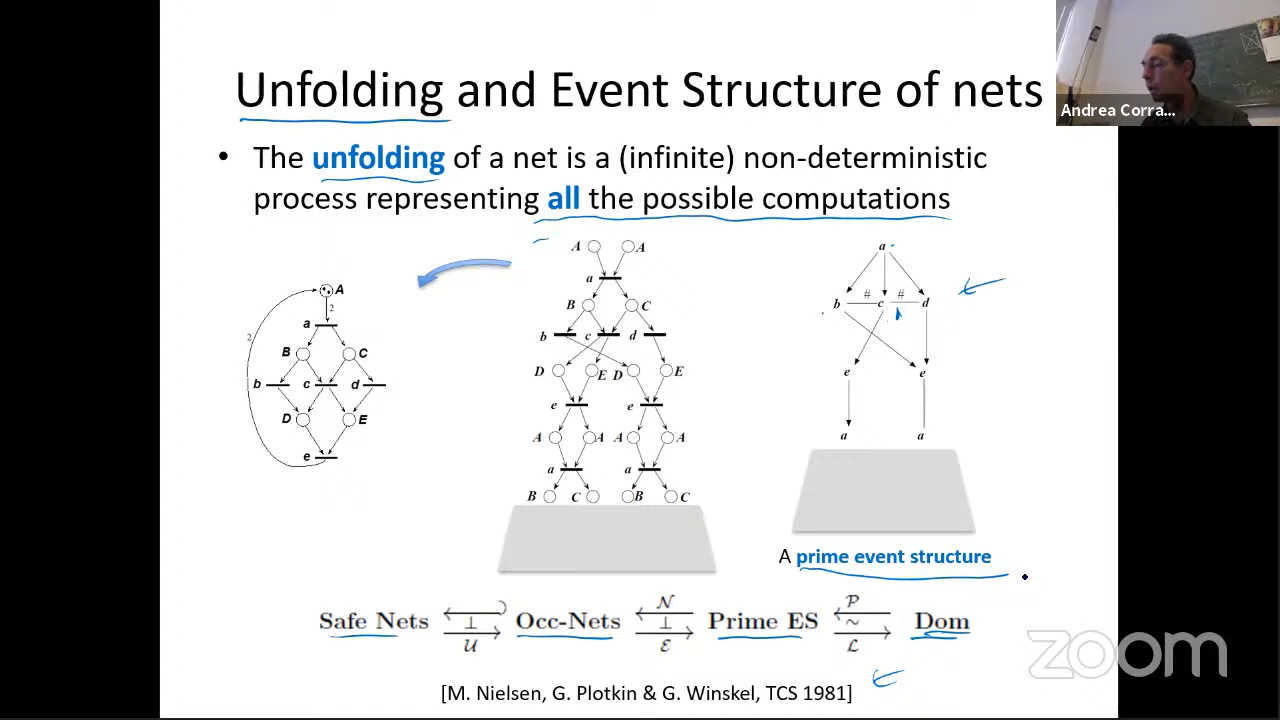 Unfolding and Event Structure of nets
Andrea Corra...
• The unfolding of a net is a (infinite) non-deterministic
process representing all the possible computations
A
2
a
2
B C
b c d
D E
e
A A
a
B C
b c d
D E D E
e e
A A A A
a a
B C B C
a
# #
b c d
e e
a a
A prime event structure
N P
Safe Nets ⊥ Occ-Nets ⊥ Prime ES ~ Dom
U E L
[M. Nielsen, G. Plotkin & G. Winskel, TCS 1981]
zoom